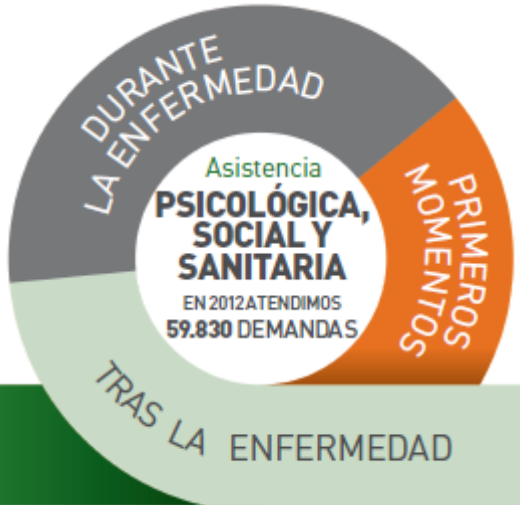 DURANTE
LA ENFERMEDAD
PRIMEROS
MOMENTOS
Asistencia
PSICOLÓGICA,
SOCIAL Y
SANITARIA
EN 2012 ATENDIMOS
59.830 DEMANDAS
TRAS LA ENFERMEDAD